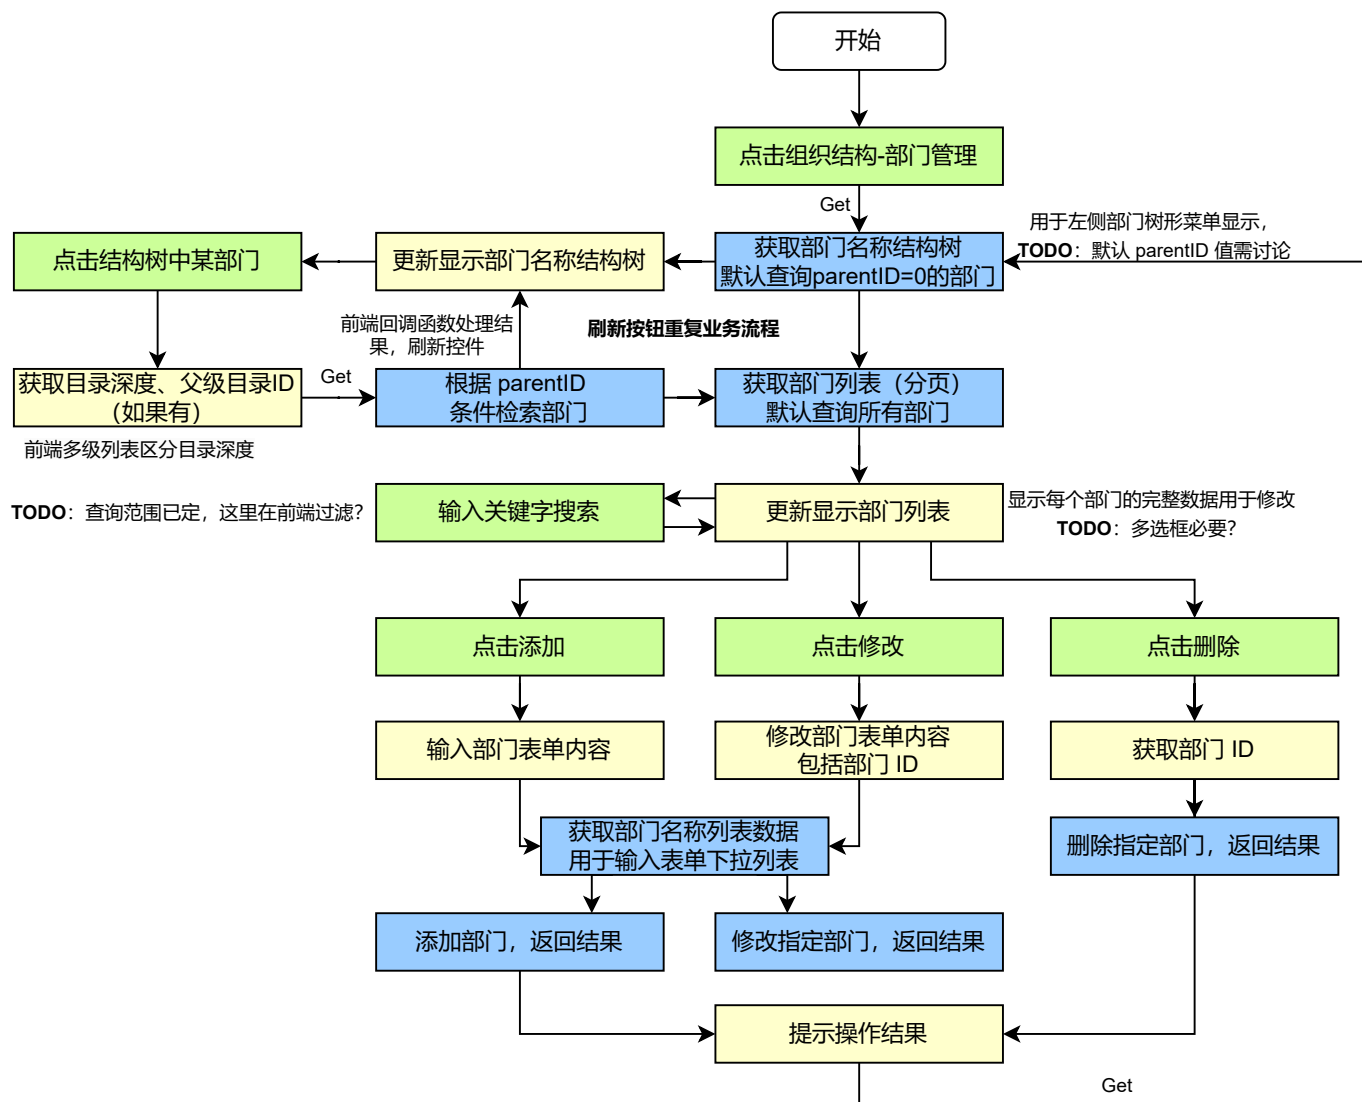 开始
点击组织结构-部门管理
Get
用于左侧部门树形菜单显示，
TODO：默认 parentID 值需讨论
点击结构树中某部门
更新显示部门名称结构树
获取部门名称结构树
默认查询parentID=0的部门
前端回调函数处理结
果，刷新控件
刷新按钮重复业务流程
获取目录深度、父级目录ID
（如果有）
Get
根据 parentID
条件检索部门
获取部门列表（分页）
默认查询所有部门
前端多级列表区分目录深度
TODO：查询范围已定，这里在前端过滤？
输入关键字搜索
更新显示部门列表
显示每个部门的完整数据用于修改
TODO：多选框必要？
点击添加
点击修改
点击删除
输入部门表单内容
修改部门表单内容
包括部门 ID
获取部门 ID
获取部门名称列表数据
用于输入表单下拉列表
删除指定部门，返回结果
添加部门，返回结果
修改指定部门，返回结果
提示操作结果
Get